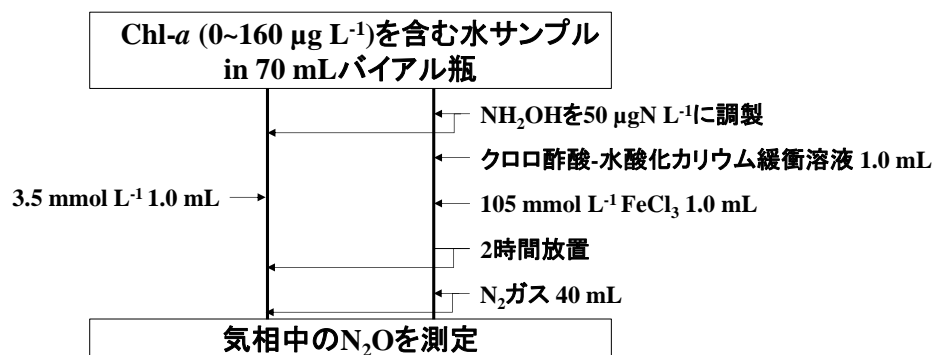 Chl-a (0~160 μg L-1)を含む水サンプル
in 70 mLバイアル瓶
NH2OHを50 μgN L-1に調製
クロロ酢酸-水酸化カリウム緩衝溶液 1.0 mL
3.5 mmol L-1 1.0 mL
105 mmol L-1 FeCl3 1.0 mL
2時間放置
N2ガス 40 mL
気相中のN2Oを測定